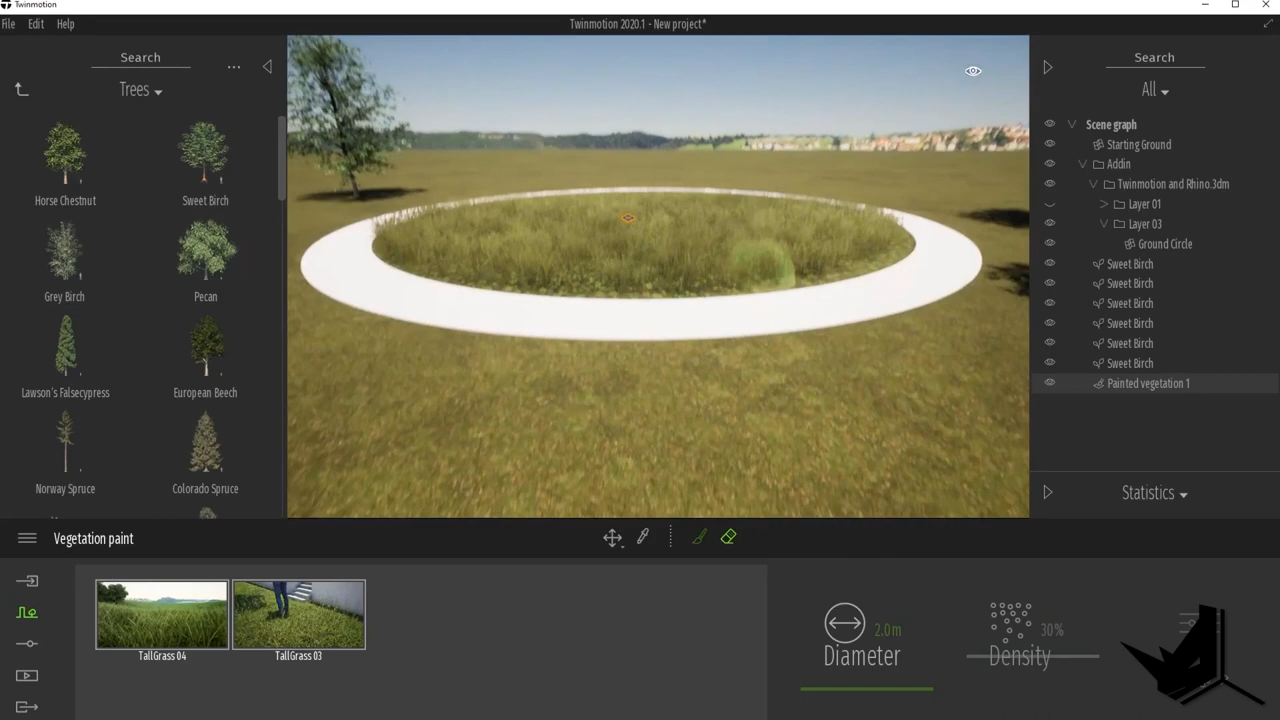 Twinmotion
File Edit Help
Twinmotion 2020.1 - New project*
Search
...
Trees
Horse Chestnut
Sweet Birch
Grey Birch
Pecan
Lawson's Falsecypress
European Beech
Norway Spruce
Colorado Spruce
Search
All
Scene graph
Starting Ground
Addin
Twinmotion and Rhino.3dm
Layer 01
Layer 03
Ground Circle
Sweet Birch
Sweet Birch
Sweet Birch
Sweet Birch
Sweet Birch
Sweet Birch
Painted vegetation 1
Statistics
Vegetation paint
TallGrass 04
TallGrass 03
2.0m
Diameter
30%
Density